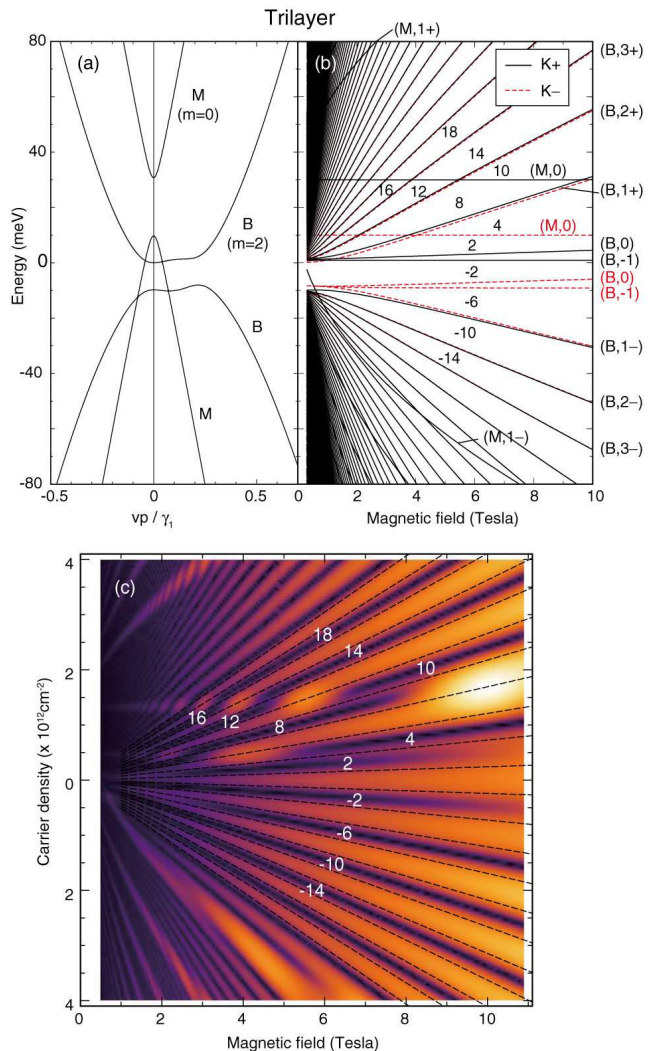 Trilayer
(M,1+)
(a)
(b)
K+
K−
80
40
0
-40
-80
Energy (meV)
M
(m=0)
B
(m=2)
B
M
-0.5
0
0.5
vp / γ1
18
14
10
(M,0)
16
12
8
4
(M,0)
2
-2
-6
-10
-14
(M,1−)
(B,3+)
(B,2+)
(B,1+)
(B,0)
(B,-1)
(B,0)
(B,-1)
(B,1−)
(B,2−)
(B,3−)
0
2
4
6
8
10
Magnetic field (Tesla)
(c)
4
2
0
2
4
Carrier density (x 10¹²cm⁻²)
18
14
10
16
12
8
4
2
-2
-6
-10
-14
0
2
4
6
8
10
Magnetic field (Tesla)